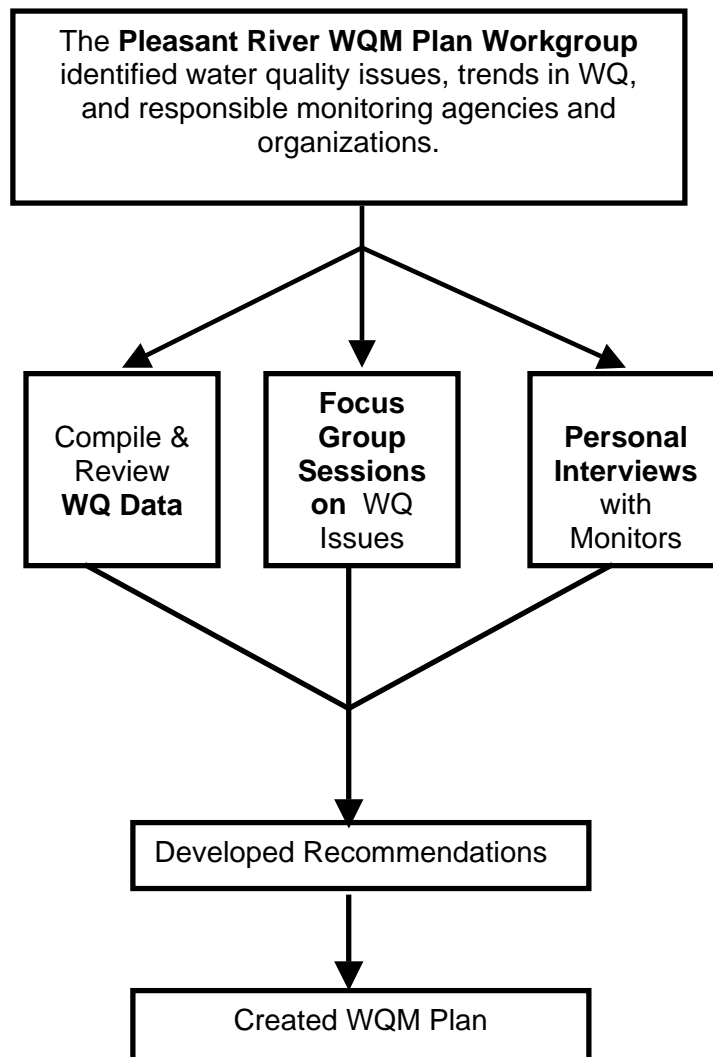 The Pleasant River WQM Plan Workgroup
identified water quality issues, trends in WQ,
and responsible monitoring agencies and
organizations.
Compile &
Review
WQ Data
Focus
Group
Sessions
on WQ
Issues
Personal
Interviews
with
Monitors
Developed Recommendations
Created WQM Plan